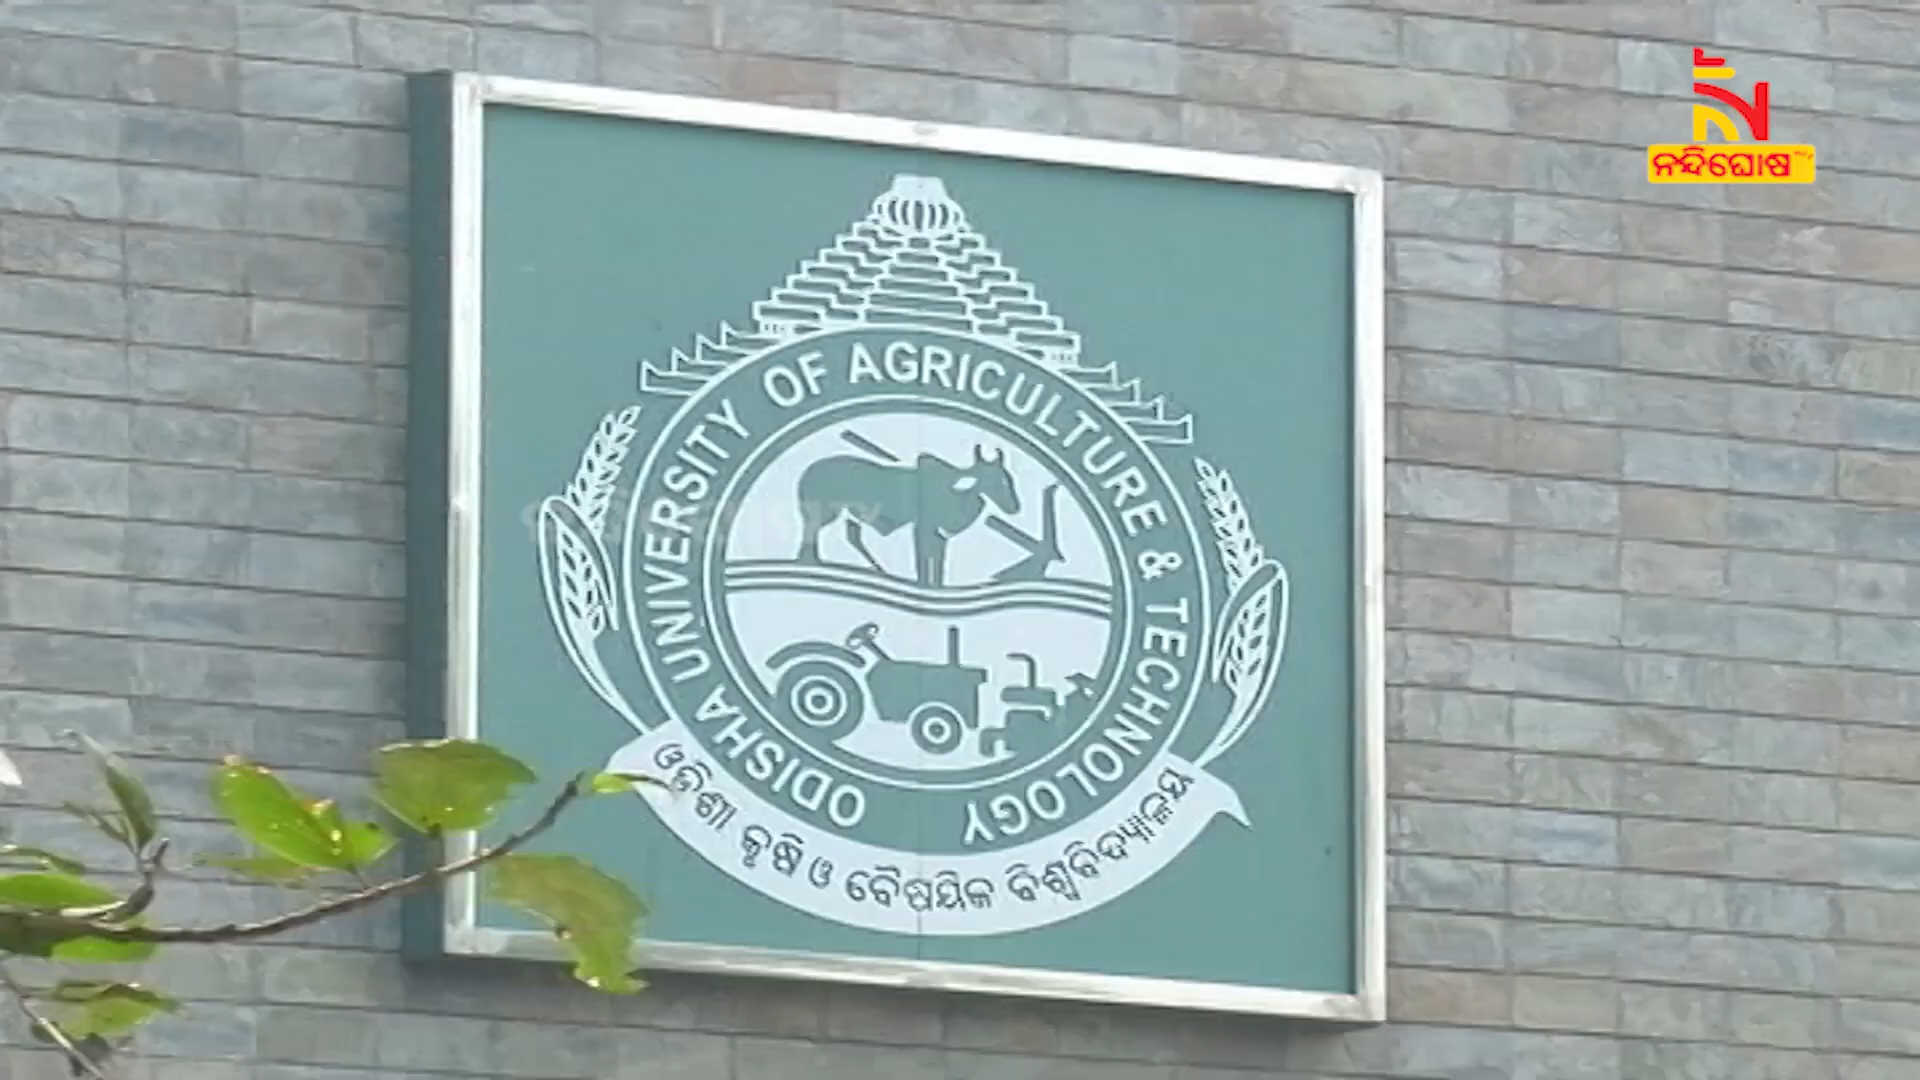 ନନ୍ଦିଘୋଷ
ODISHA UNIVERSITY OF AGRICULTURE & TECHNOLOGY
ଓଡ଼ିଶା କୃଷି ଓ ବୈଷୟିକ ବିଶ୍ୱବିଦ୍ୟାଳୟ